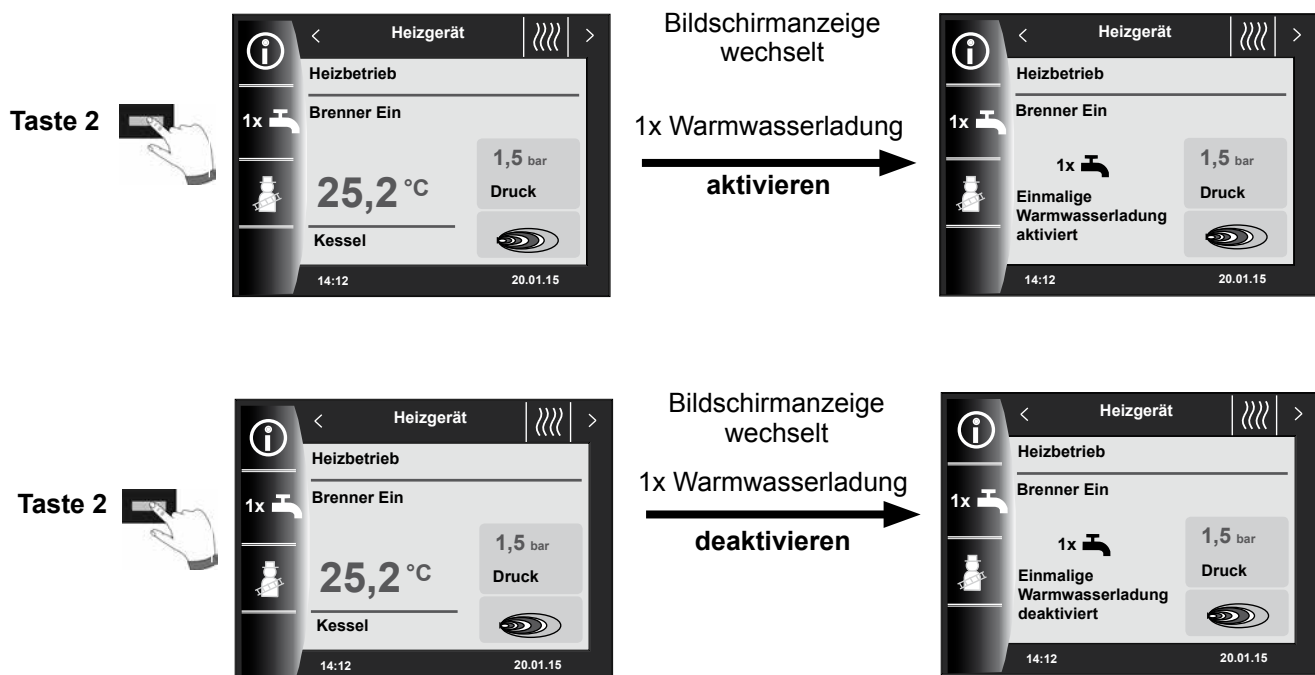 Taste 2
< Heizgerät >
Heizbetrieb
Brenner Ein
1x
25,2 °C
Kessel
1,5 bar
Druck
14:12 20.01.15
Bildschirmanzeige
wechselt
1x Warmwasserladung
aktivieren
< Heizgerät >
Heizbetrieb
Brenner Ein
1x
1x
Einmalige
Warmwasserladung
aktiviert
1,5 bar
Druck
14:12 20.01.15
Taste 2
< Heizgerät >
Heizbetrieb
Brenner Ein
1x
25,2 °C
Kessel
1,5 bar
Druck
14:12 20.01.15
Bildschirmanzeige
wechselt
1x Warmwasserladung
deaktivieren
< Heizgerät >
Heizbetrieb
Brenner Ein
1x
1x
Einmalige
Warmwasserladung
deaktiviert
1,5 bar
Druck
14:12 20.01.15